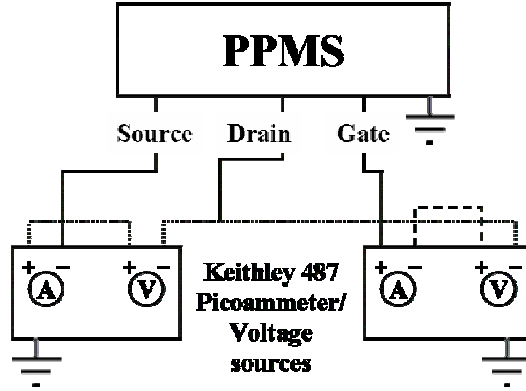 PPMS
Source Drain Gate
+ − + −
A V
Keithley 487
Picoammeter/
Voltage
sources
+ − + −
A V